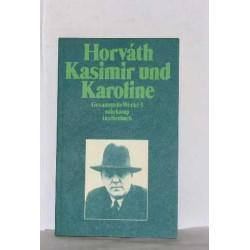 Horváth
Kasimir und
Karoline
Gesammelte Werke 5
suhrkamp
taschenbuch